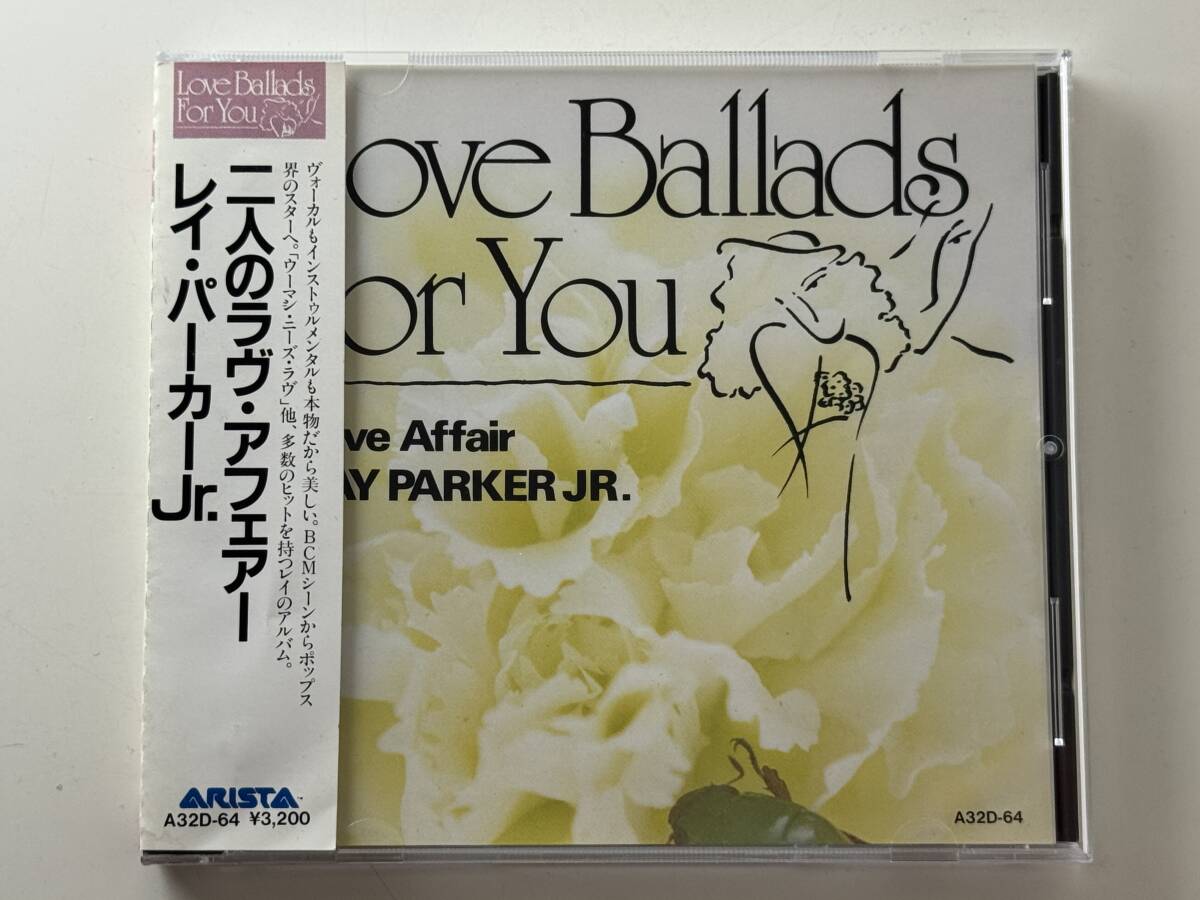 Love Ballads
For You
二人のラヴ・アフェアー
レイ・パーカーJr.
ヴォーカルもインストゥルメンタルも本物だから美しい。BCMシーンからポップス
界のスターへ。「ウーマン・ニーズ・ラヴ」他、多数のヒットを持つレイのアルバム。
ARISTA
A32D-64 ¥3,200
ove Ballads
or You
ve Affair
AY PARKER JR.
A32D-64